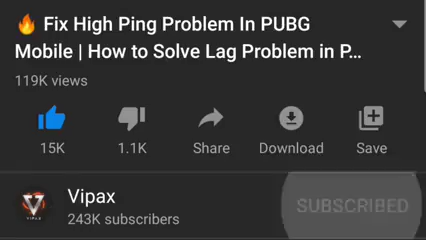 🔥 Fix High Ping Problem In PUBG
Mobile | How to Solve Lag Problem in P...
119K views
15K
1.1K
Share
Download
Save
VIPAX
Vipax
243K subscribers
SUBSCRIBED